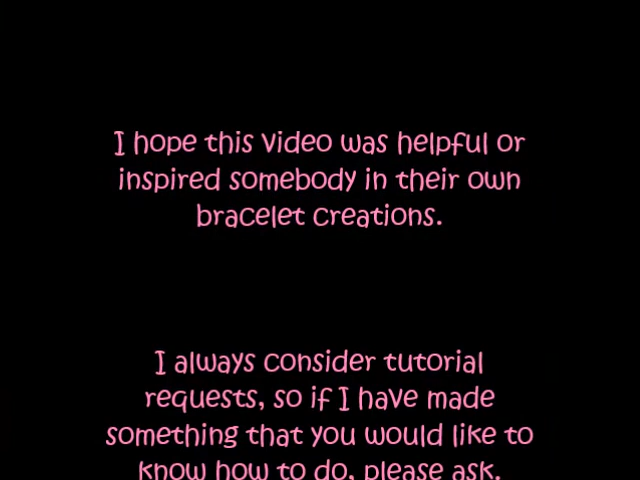 I hope this video was helpful or
inspired somebody in their own
bracelet creations.
I always consider tutorial
requests, so if I have made
something that you would like to
know how to do, please ask.